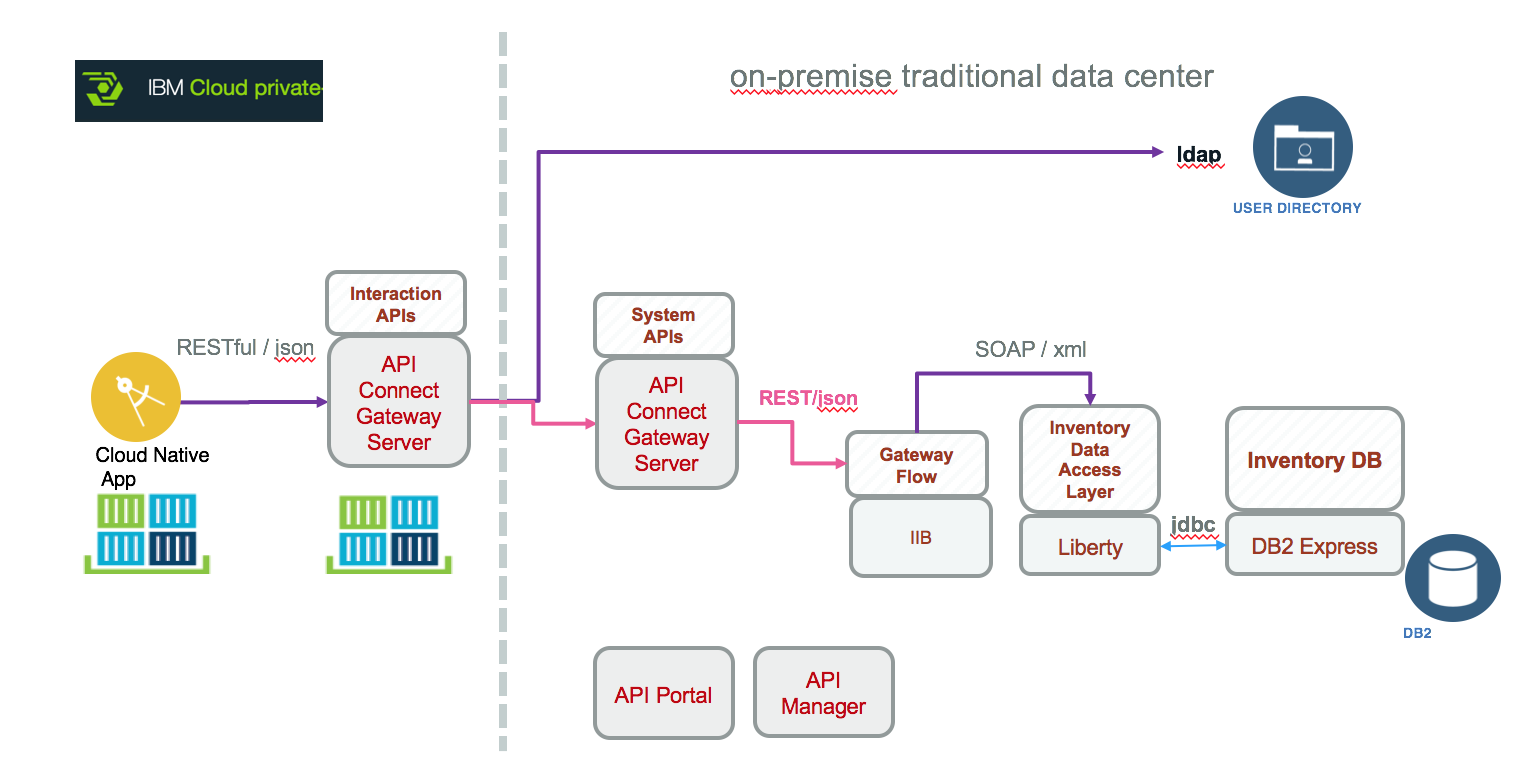 IBM Cloud private
on-premise traditional data center
ldap
USER DIRECTORY
Interaction
APIs
RESTful / json
API
Connect
Gateway
Server
Cloud Native
App
System
APIs
API
Connect
Gateway
Server
REST/json
SOAP / xml
Gateway
Flow
IIB
Inventory
Data
Access
Layer
Liberty
jdbc
Inventory DB
DB2 Express
DB2
API Portal
API
Manager